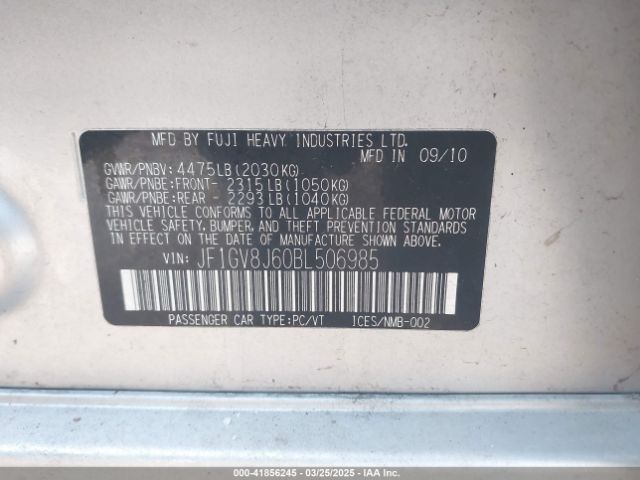 MFD BY FUJI HEAVY INDUSTRIES LTD.
MFD IN 09/10
GVWR/PNBV: 4475LB(2030KG)
GAWR/PNBE:FRONT- 2315LB(1050KG)
GAWR/PNBE:REAR - 2293LB(1040KG)
THIS VEHICLE CONFORMS TO ALL APPLICABLE FEDERAL MOTOR
VEHICLE SAFETY, BUMPER, AND THEFT PREVENTION STANDARDS
IN EFFECT ON THE DATE OF MANUFACTURE SHOWN ABOVE.
VIN: JF1GV8J60BL506985
PASSENGER CAR TYPE:PC/VT ICES/NMB-002
000-41856245 - 03/25/2025 - IAA Inc.